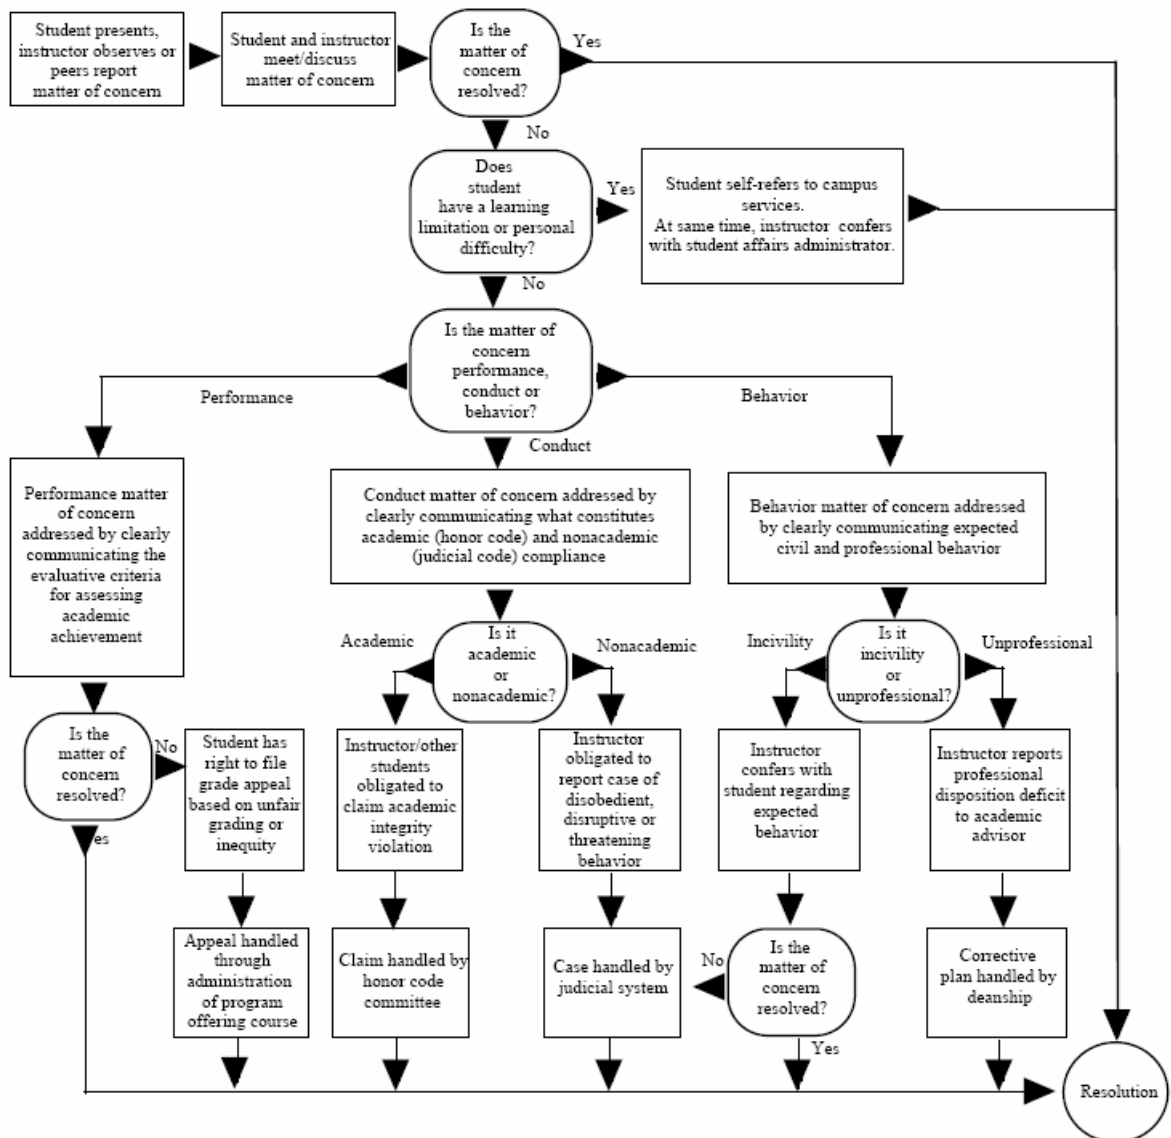 Student presents,
instructor observes or
peers report
matter of concern
Student and instructor
meet/discuss
matter of concern
Is the
matter of
concern
resolved?
Yes
No
Does
student
have a learning
limitation or personal
difficulty?
Yes
Student self-refers to campus
services.
At same time, instructor confers
with student affairs administrator.
No
Is the matter of
concern
performance,
conduct or
behavior?
Performance
Behavior
Conduct
Performance matter
of concern
addressed by clearly
communicating the
evaluative criteria
for assessing
academic
achievement
Conduct matter of concern addressed by
clearly communicating what constitutes
academic (honor code) and nonacademic
(judicial code) compliance
Behavior matter of concern addressed
by clearly communicating expected
civil and professional behavior
Academic
Is it
academic
or
nonacademic?
Nonacademic
Incivility
Is it
incivility
or
unprofessional?
Unprofessional
Is the
matter of
concern
resolved?
No
Yes
Student has
right to file
grade appeal
based on unfair
grading or
inequity
Instructor/other
students
obligated to
claim academic
integrity
violation
Instructor
obligated to
report case of
disobedient,
disruptive or
threatening
behavior
Instructor
confers with
student regarding
expected
behavior
Instructor reports
professional
disposition deficit
to academic
advisor
Appeal handled
through
administration
of program
offering course
Claim handled by
honor code
committee
Case handled by
judicial system
No
Is the
matter of
concern
resolved?
Yes
Corrective
plan handled by
deanship
Resolution